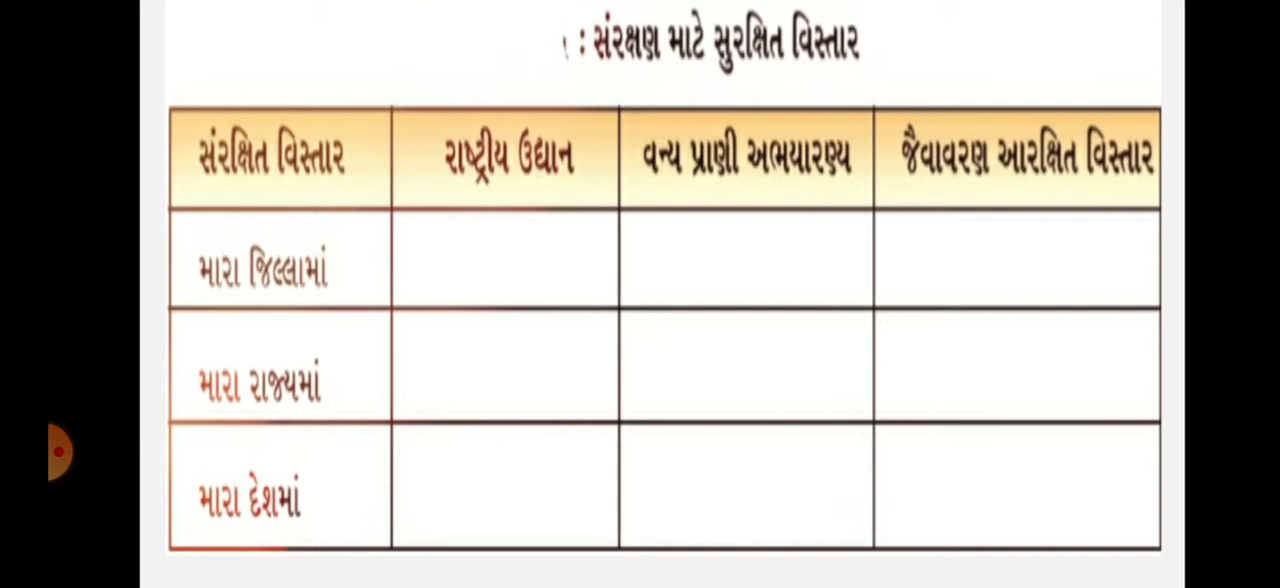 : સંરક્ષણ માટે સુરક્ષિત વિસ્તાર
સંરક્ષિત વિસ્તાર રાષ્ટ્રીય ઉદ્યાન વન્ય પ્રાણી અભયારણ્ય જૈવાવરણ આરક્ષિત વિસ્તાર
મારા જિલ્લામાં
મારા રાજ્યમાં
મારા દેશમાં